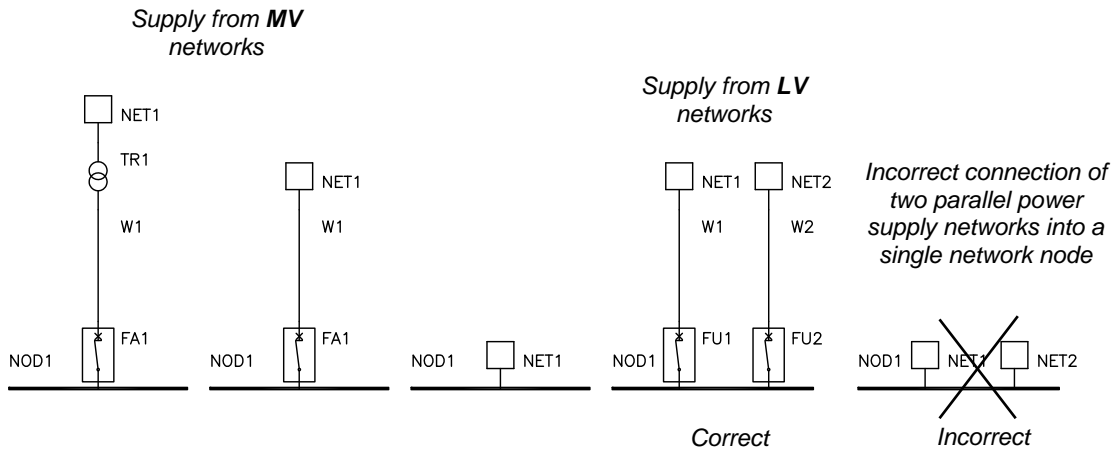 Supply from MV
networks
NET1
TR1
W1
FA1
NOD1
NET1
W1
FA1
NOD1
NOD1
NET1
Supply from LV
networks
NET1
NET2
W1
W2
FU1
FU2
NOD1
Correct
Incorrect connection of
two parallel power
supply networks into a
single network node
NOD1
NET1
NET2
Incorrect